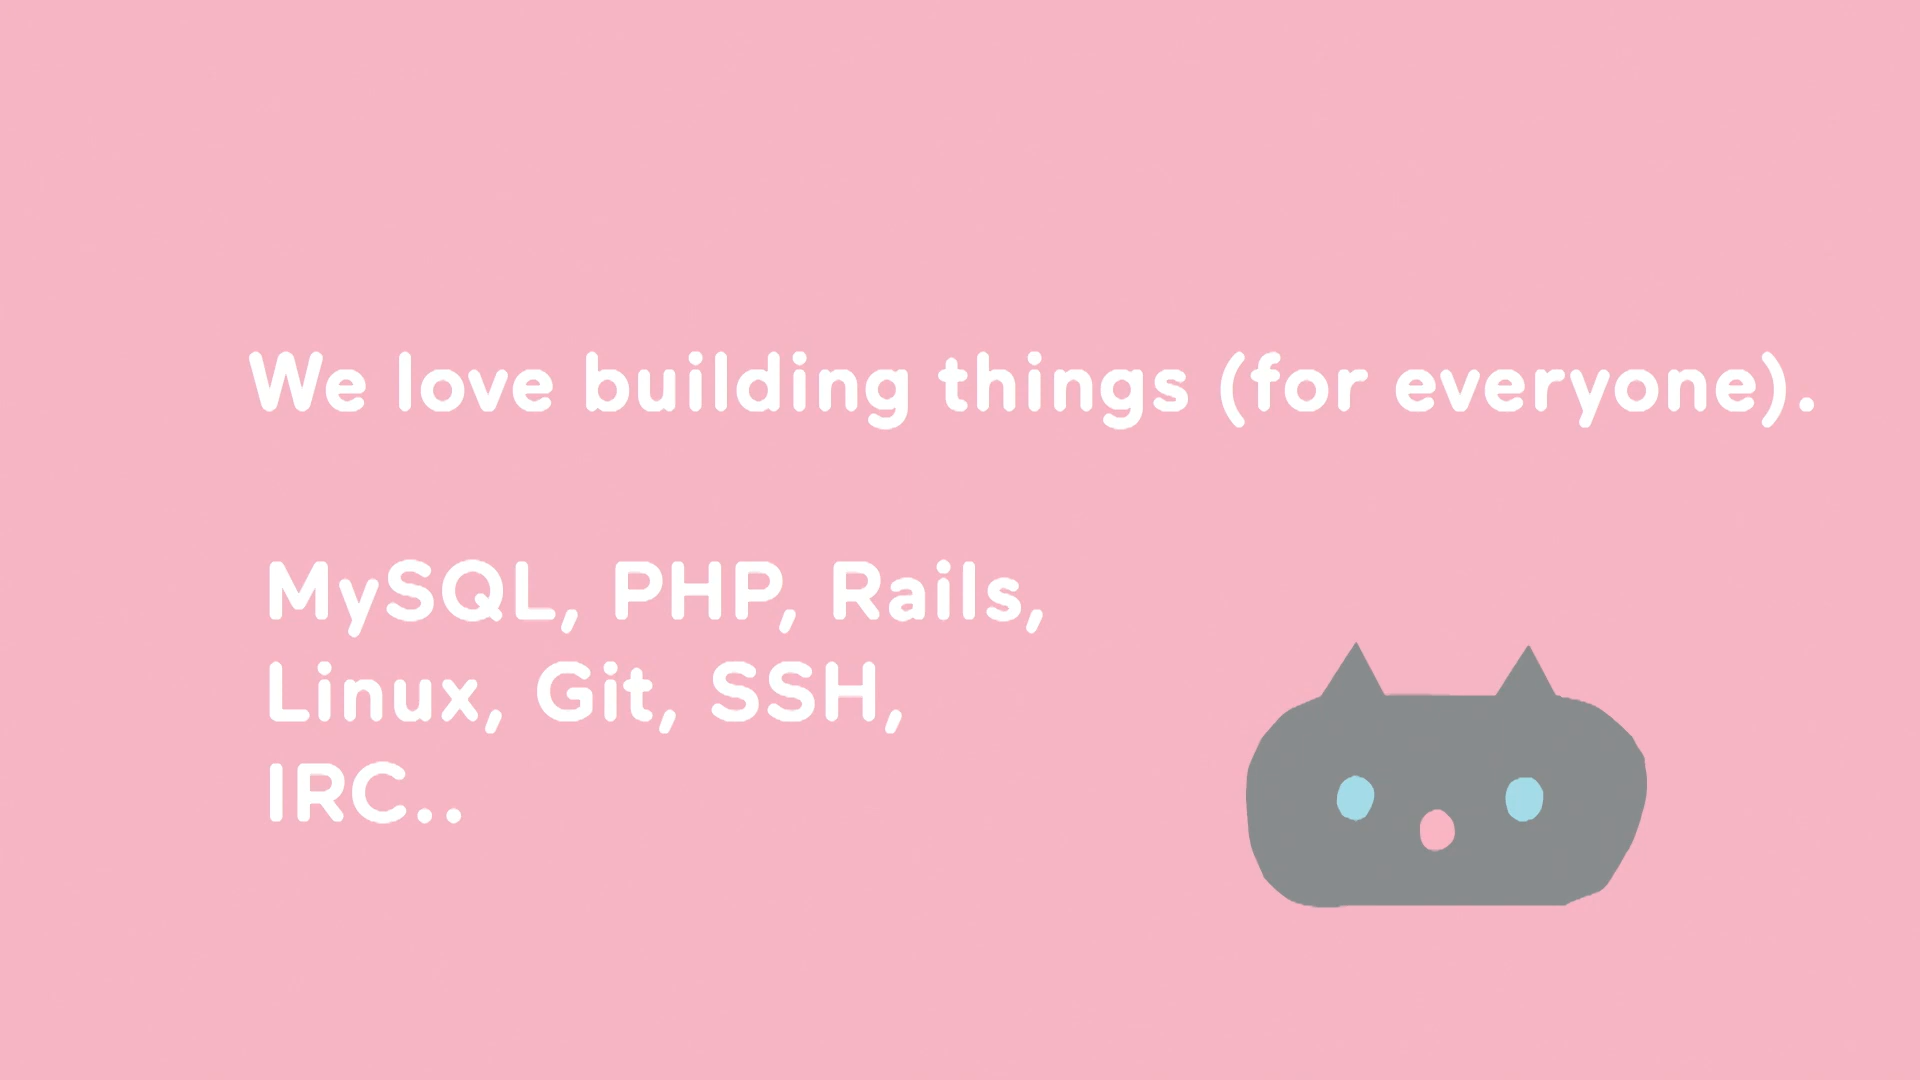 We love building things (for everyone).
MySQL, PHP, Rails,
Linux, Git, SSH,
IRC..